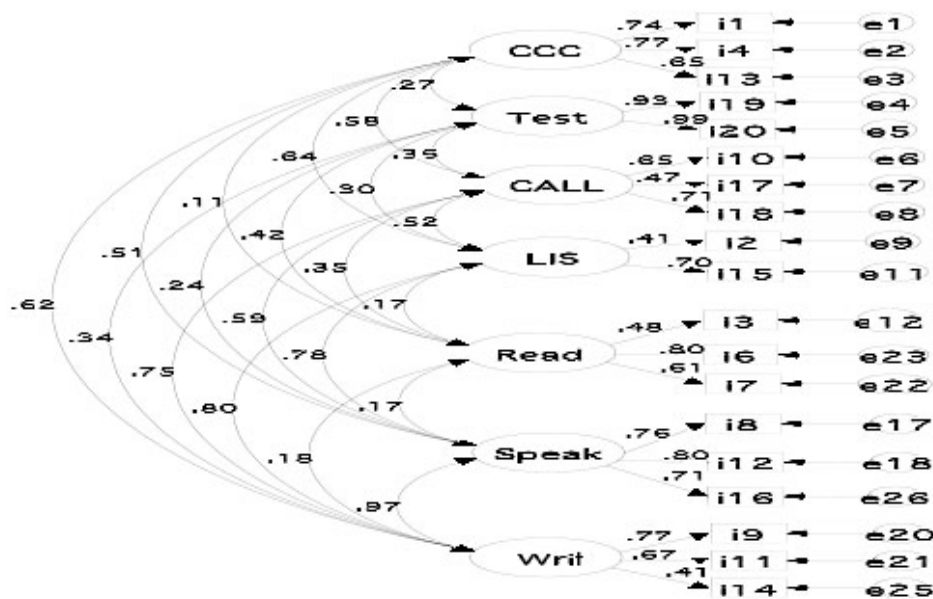 .74 i1 e1
CCC .77 i4 e2
.65 i13 e3
.27
.93 i19 e4
Test .99 i20 e5
.58
.35 .65 i10 e6
.64
CALL .47 i17 e7
.30
.11 .71 i18 e8
.52
.42 .41 i2 e9
.51
LIS .70 i15 e11
.35
.24
.62 .17
.59 .48 i3 e12
.34
.78 Read .80 i6 e23
.75 .61 i7 e22
.80 .17
.76 i8 e17
Speak .80 i12 e18
.18 .71 i16 e26
.97
.77 i9 e20
Writ .67 i11 e21
.41 i14 e25